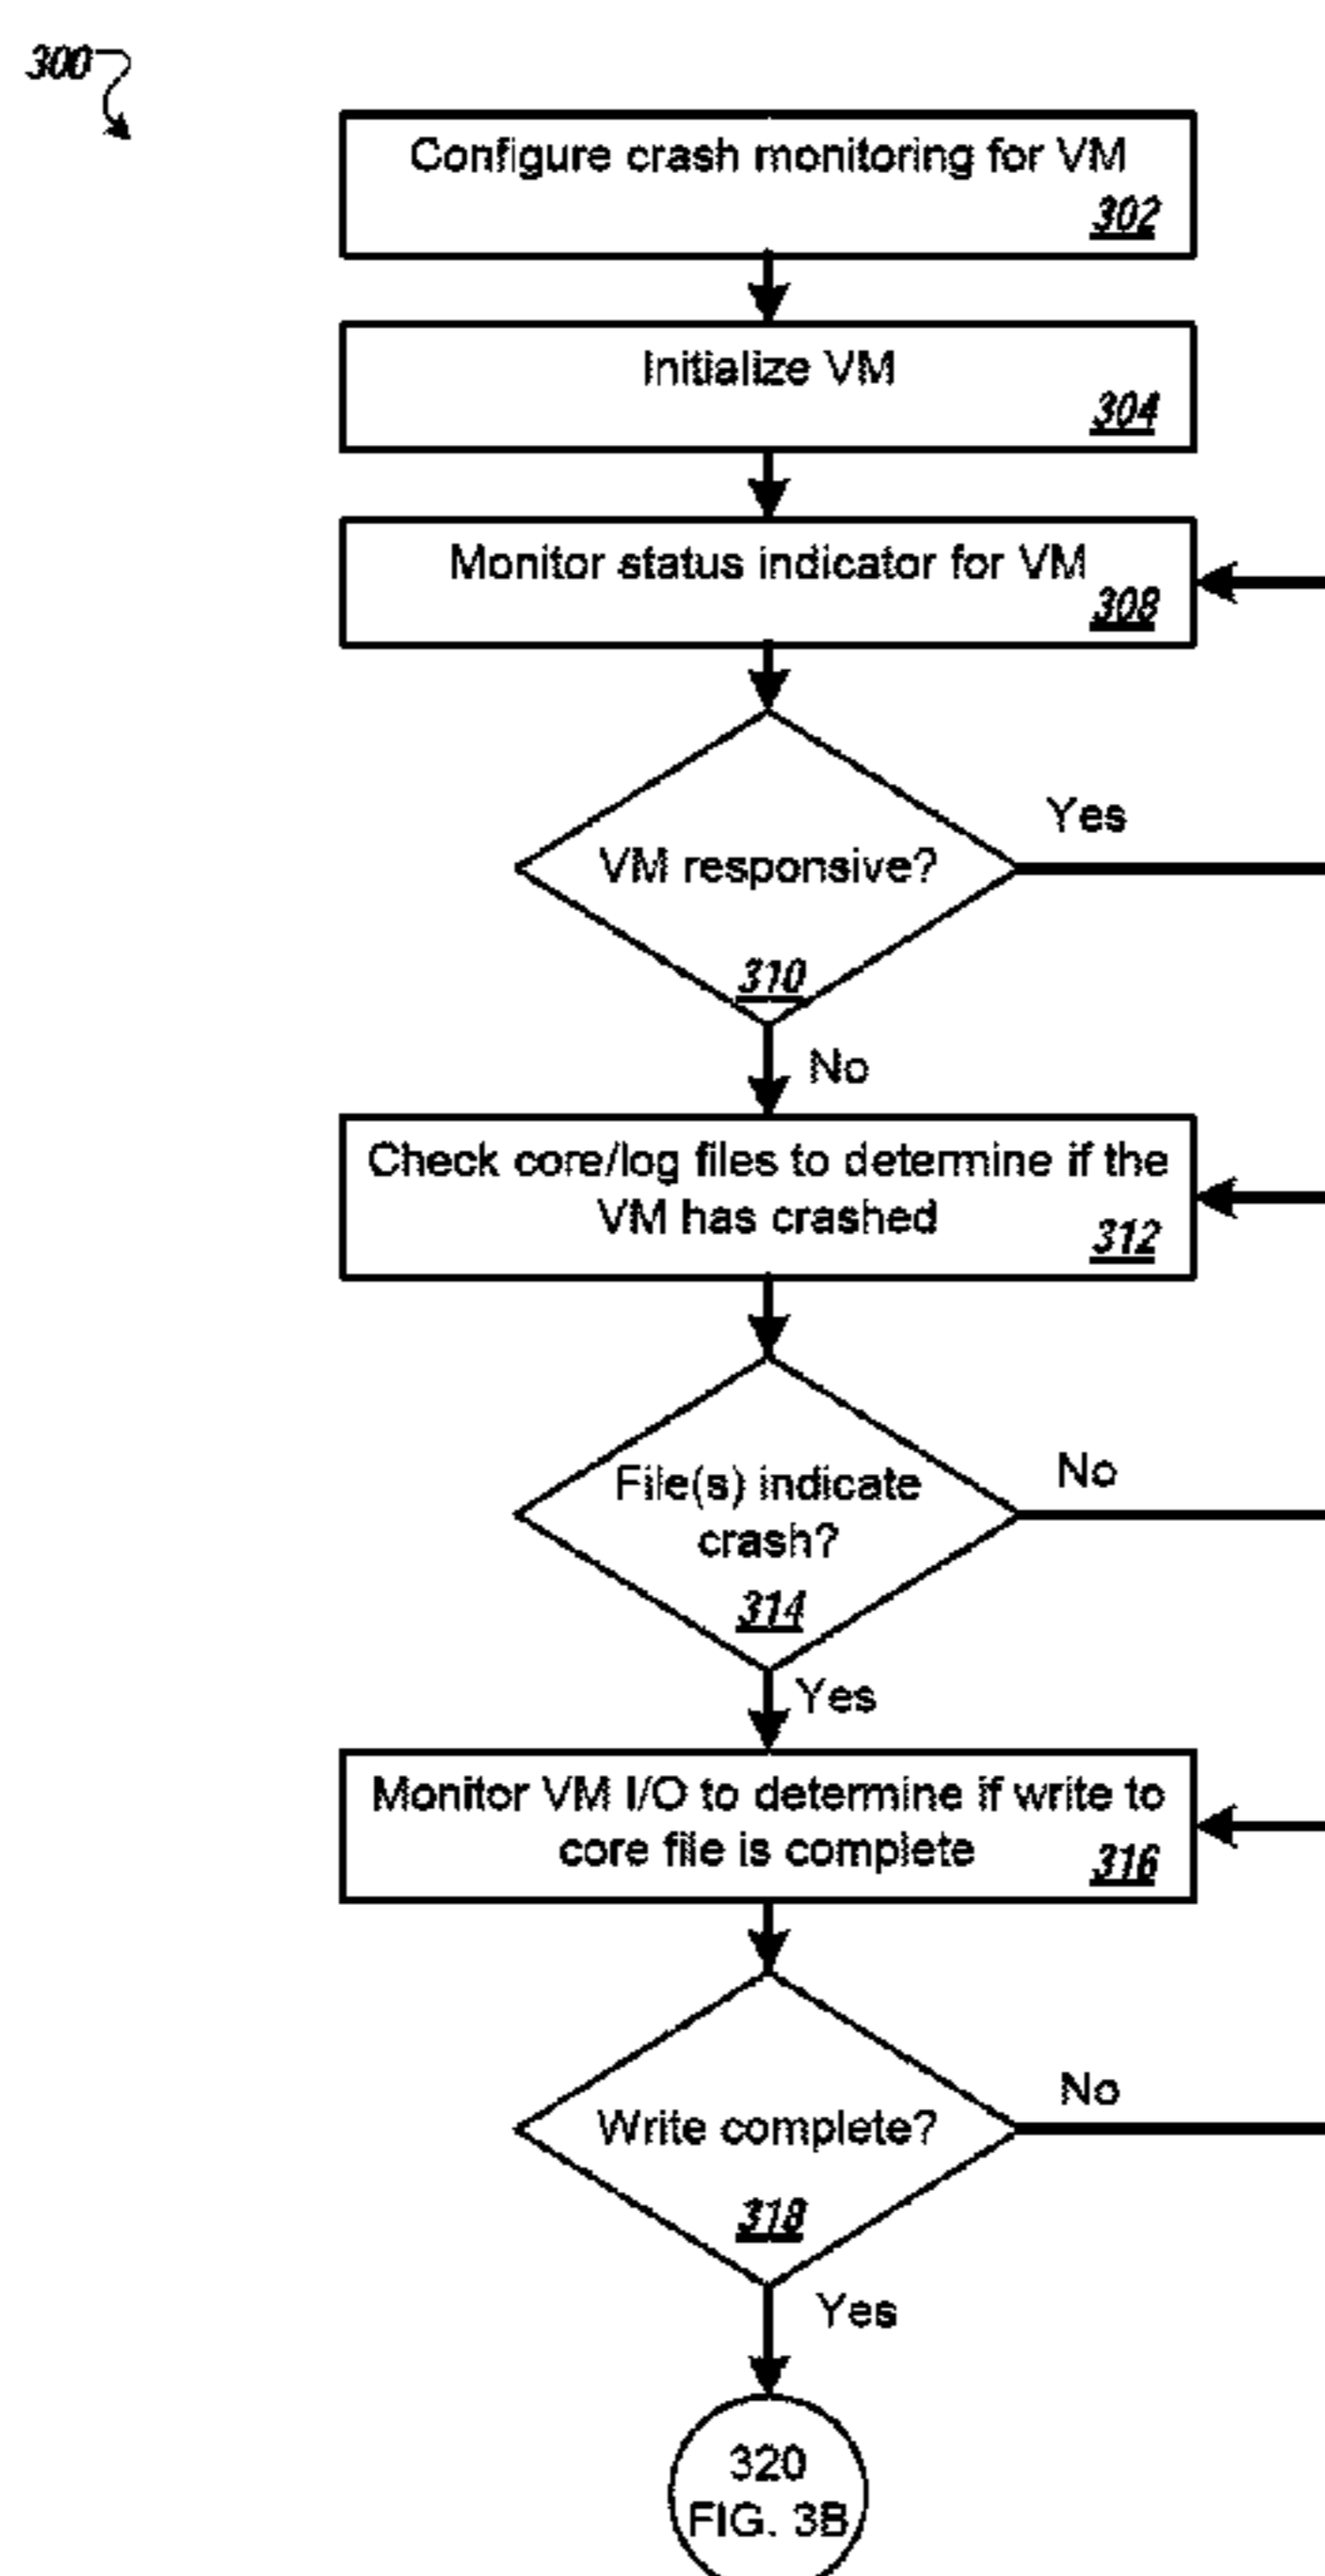 300
Configure crash monitoring for VM
302
Initialize VM
304
Monitor status indicator for VM
308
Yes
VM responsive?
310
No
Check core/log files to determine if the
VM has crashed
312
No
File(s) indicate
crash?
314
Yes
Monitor VM I/O to determine if write to
core file is complete
316
No
Write complete?
318
Yes
320
FIG. 3B